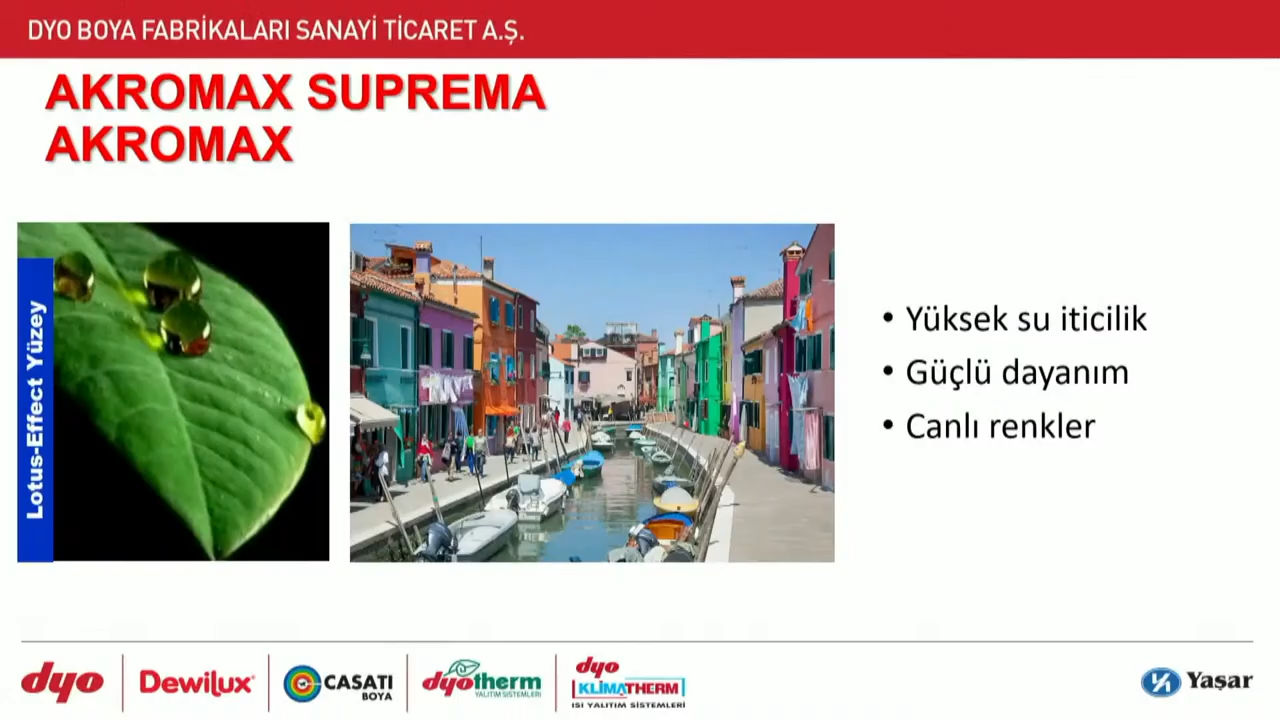 DYO BOYA FABRİKALARI SANAYİ TİCARET A.Ş.
AKROMAX SUPREMA
AKROMAX
Lotus-Effect Yüzey
• Yüksek su iticilik
• Güçlü dayanım
• Canlı renkler
dyo
Dewilux
CASATI
BOYA
dyotherm
YALITIM SİSTEMLERİ
dyo
KLİMATHERM
ISI YALITIM SİSTEMLERİ
Yaşar